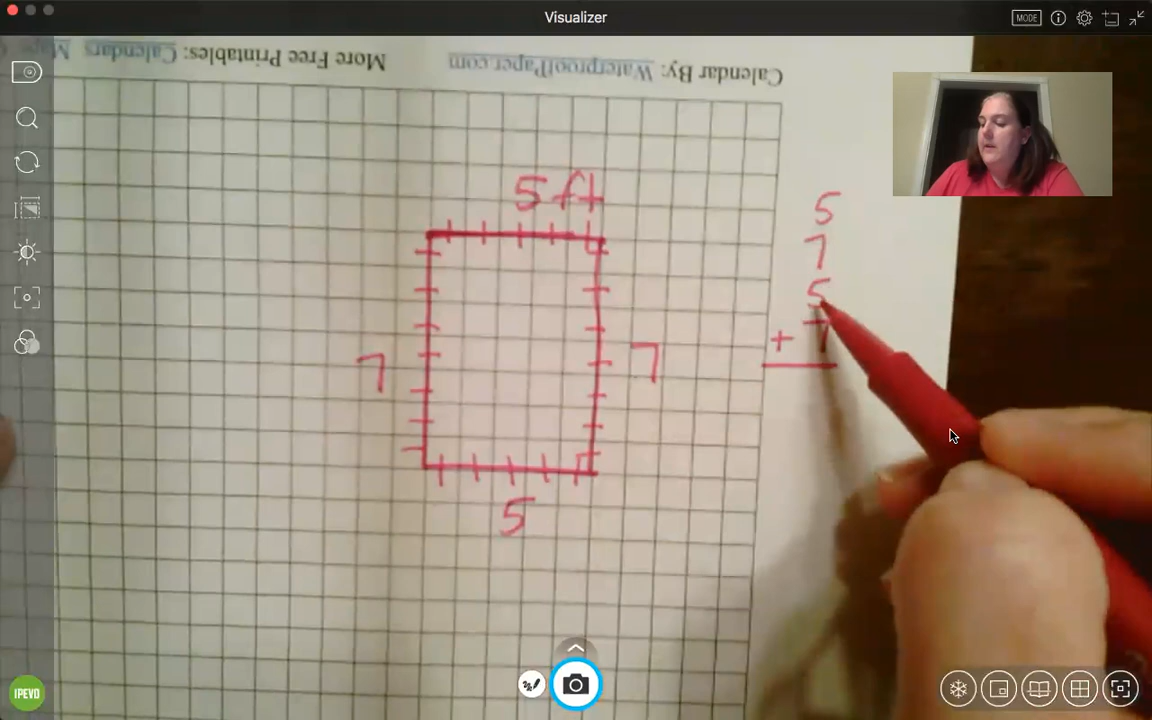 Visualizer
MODE
More Free Printables: Calendars
Calendar By: WaterproofPaper.com
5 ft
5
7
5
+ 7
7
7
5
IPEVO